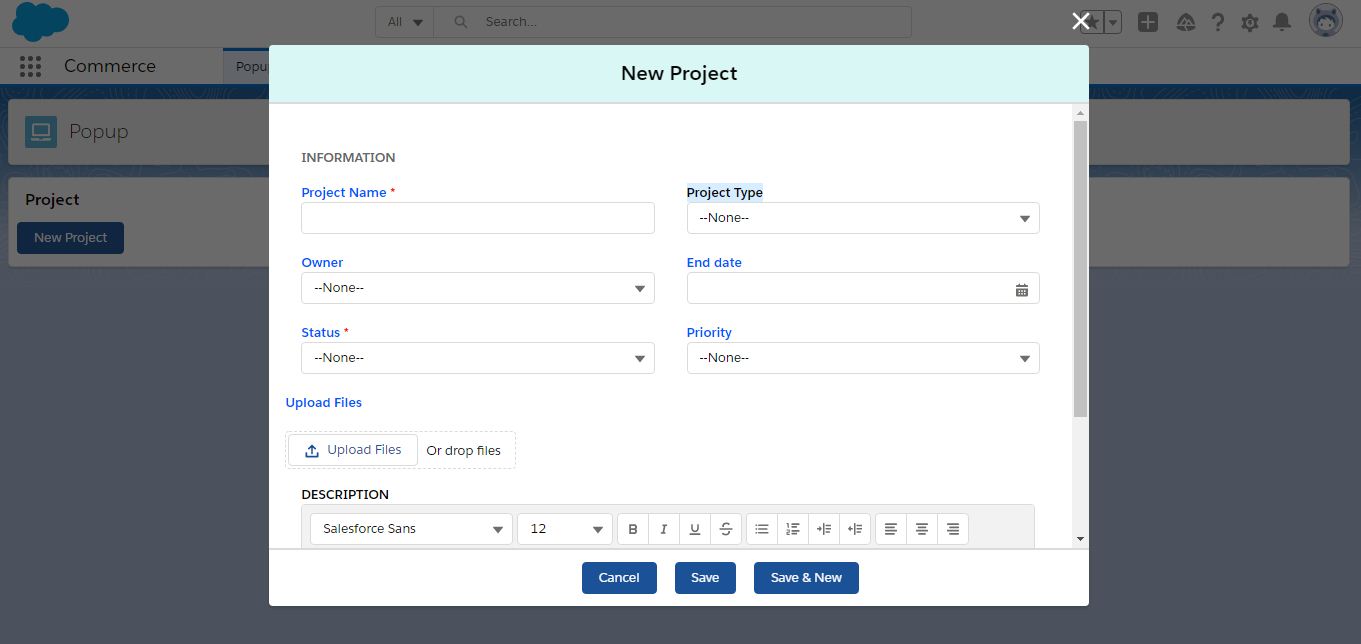 All Search...
Commerce Popu
New Project
Popup
INFORMATION
Project
New Project
Project Name * Project Type
--None--
Owner End date
--None--
Status * Priority
--None-- --None--
Upload Files
Upload Files Or drop files
DESCRIPTION
Salesforce Sans 12 B I U S
Cancel Save Save & New